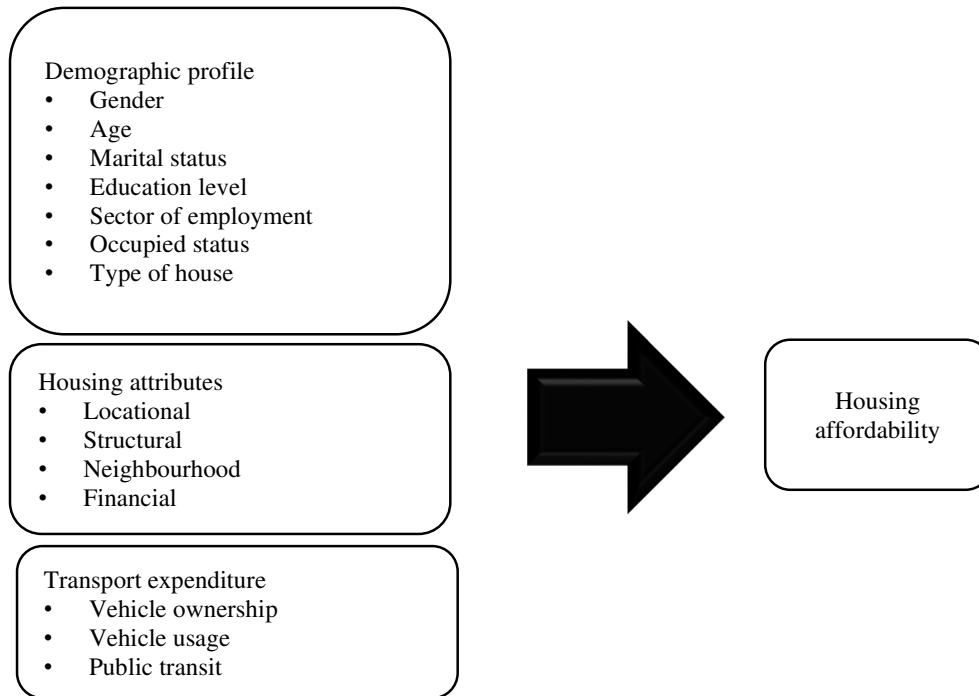 Demographic profile
• Gender
• Age
• Marital status
• Education level
• Sector of employment
• Occupied status
• Type of house
Housing attributes
• Locational
• Structural
• Neighbourhood
• Financial
Transport expenditure
• Vehicle ownership
• Vehicle usage
• Public transit
Housing
affordability